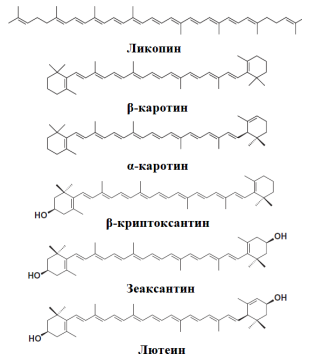 Ликопин
β-каротин
α-каротин
HO
β-криптоксантин
OH
HO
Зеаксантин
OH
HO
Лютеин